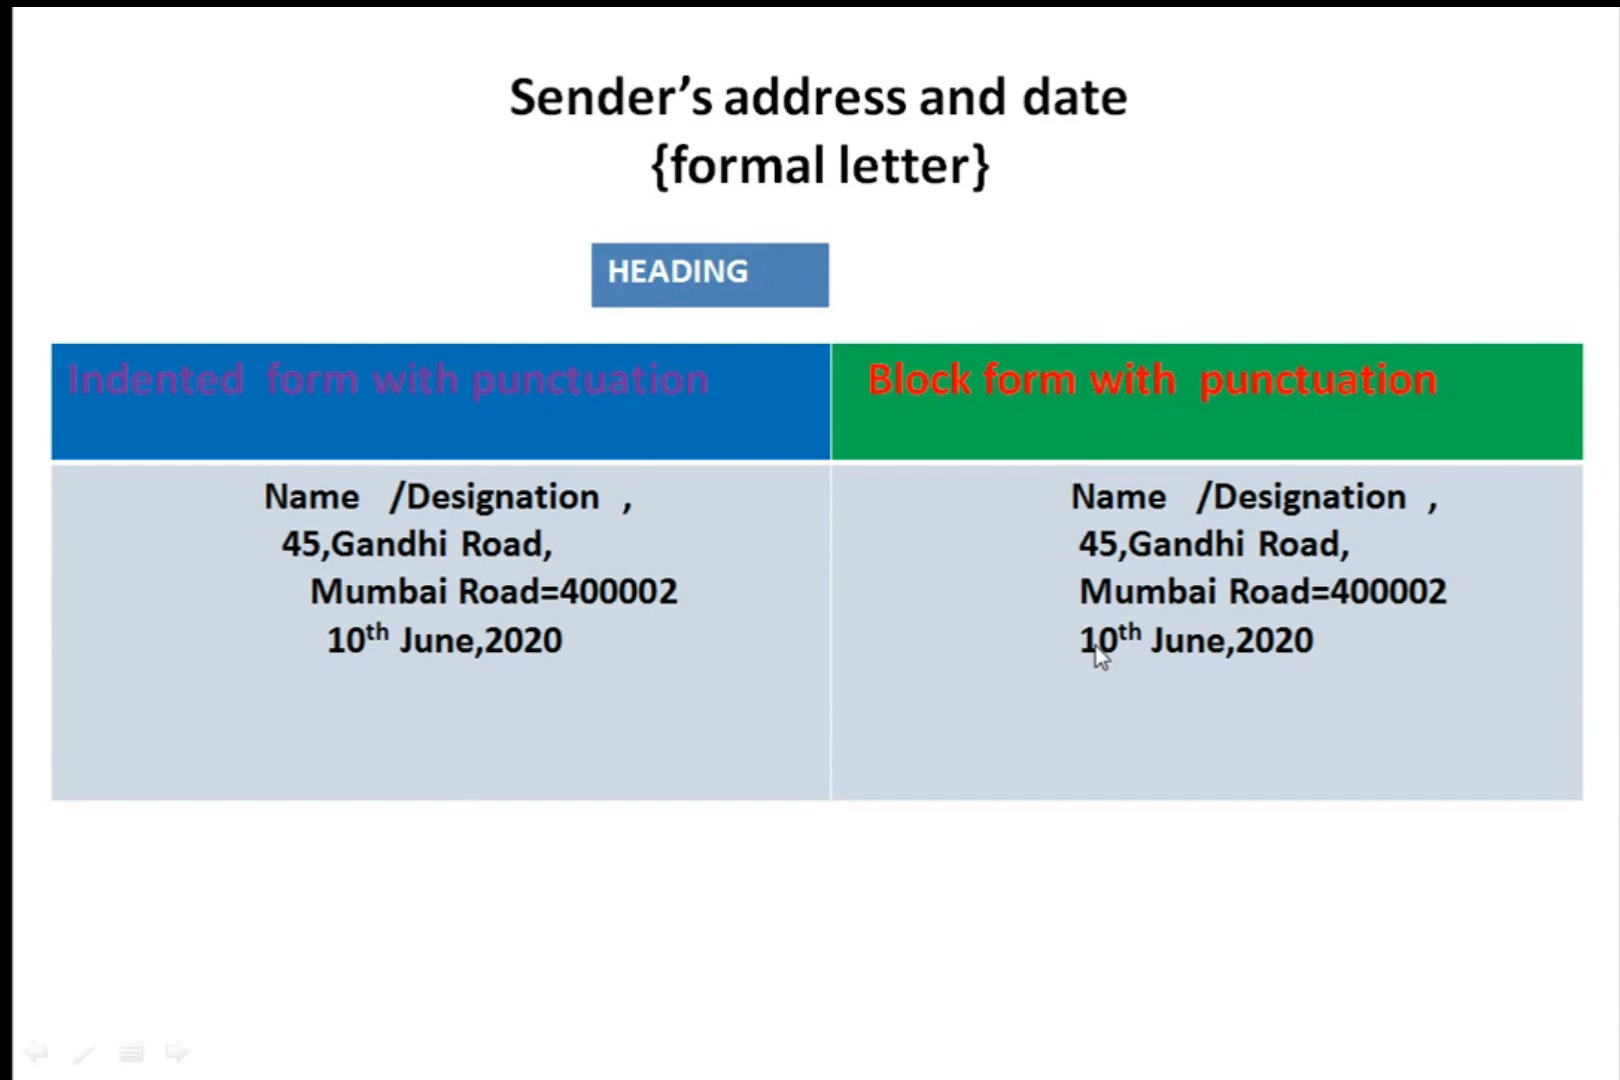 Sender’s address and date
{formal letter}
HEADING
Indented form with punctuation
Block form with punctuation
Name /Designation ,
45,Gandhi Road,
Mumbai Road=400002
10th June,2020
Name /Designation ,
45,Gandhi Road,
Mumbai Road=400002
10th June,2020